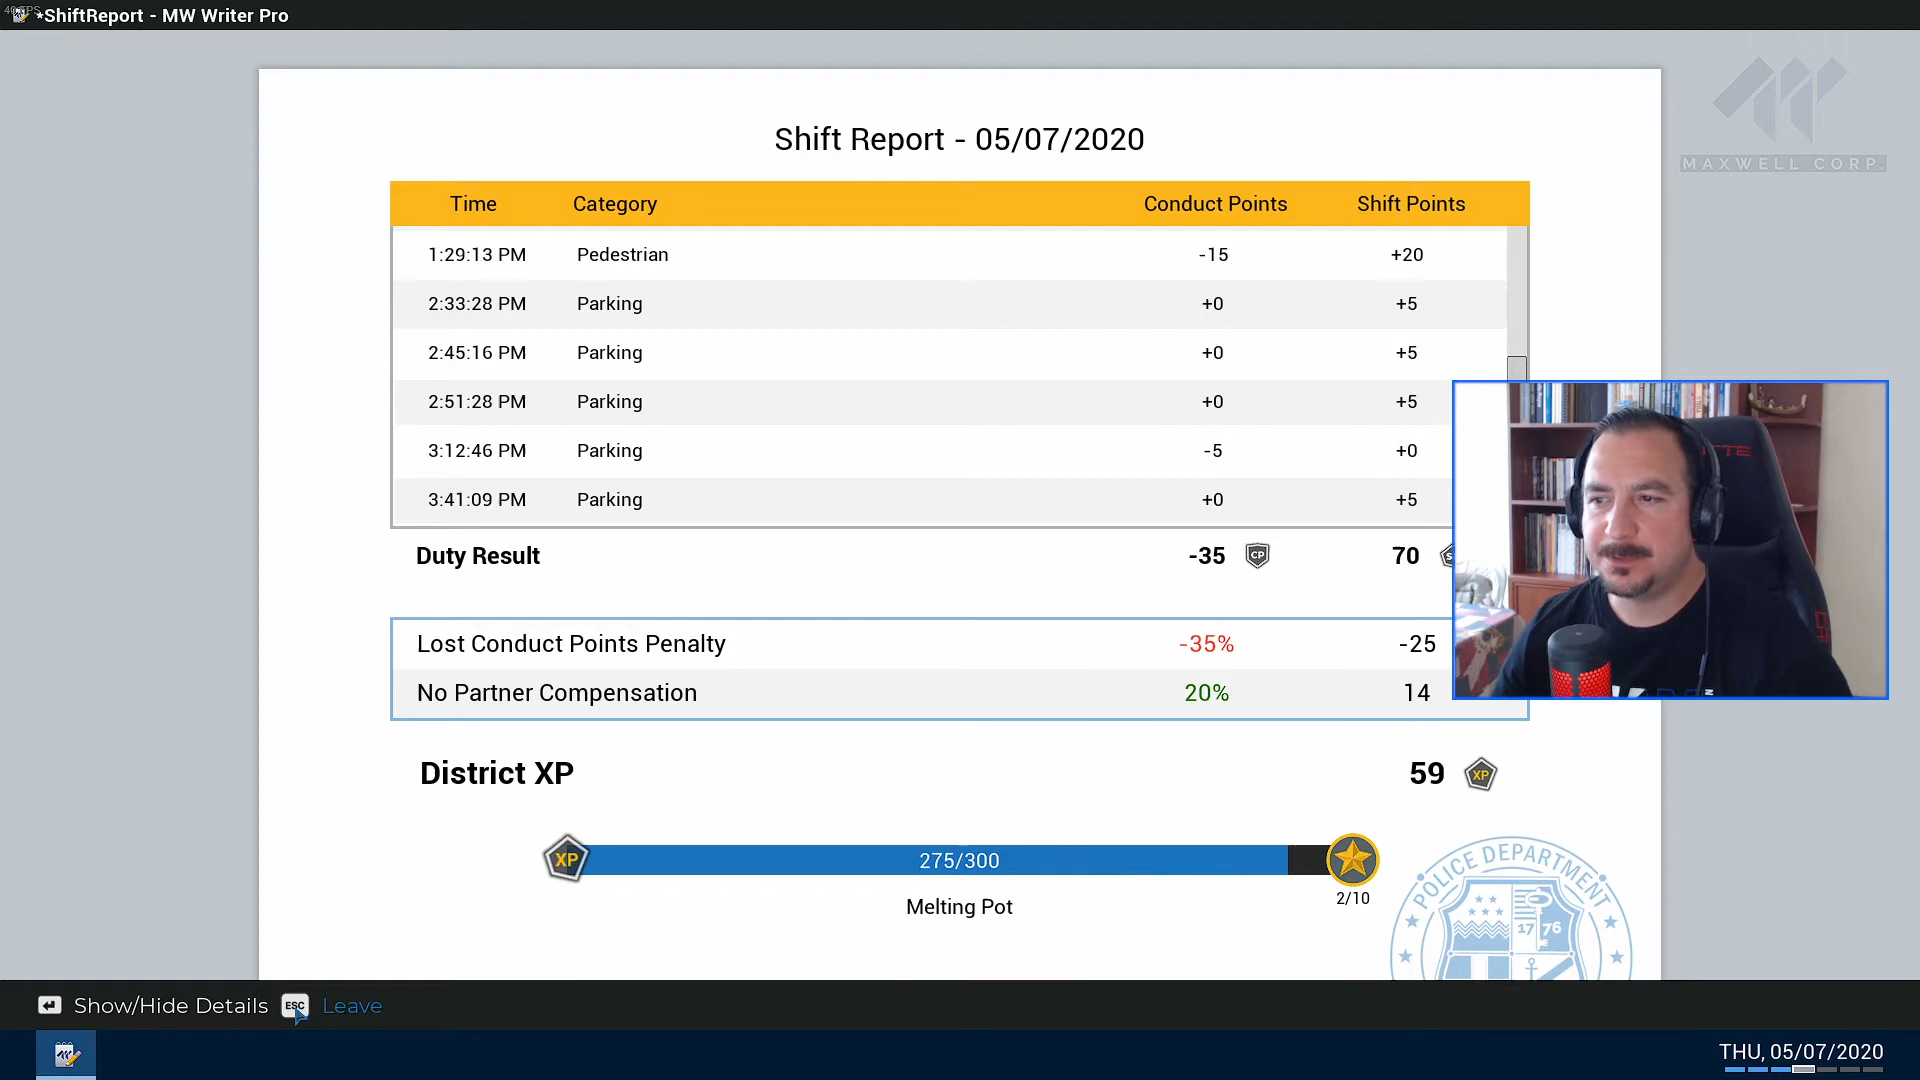 *ShiftReport - MW Writer Pro
MAXWELL CORP.
Shift Report - 05/07/2020
Time Category Conduct Points Shift Points
1:29:13 PM Pedestrian -15 +20
2:33:28 PM Parking +0 +5
2:45:16 PM Parking +0 +5
2:51:28 PM Parking +0 +5
3:12:46 PM Parking -5 +0
3:41:09 PM Parking +0 +5
Duty Result -35 CP 70
Lost Conduct Points Penalty -35% -25
No Partner Compensation 20% 14
District XP 59 XP
XP 275/300
2/10
Melting Pot
POLICE DEPARTMENT
17 76
Show/Hide Details ESC Leave
THU, 05/07/2020